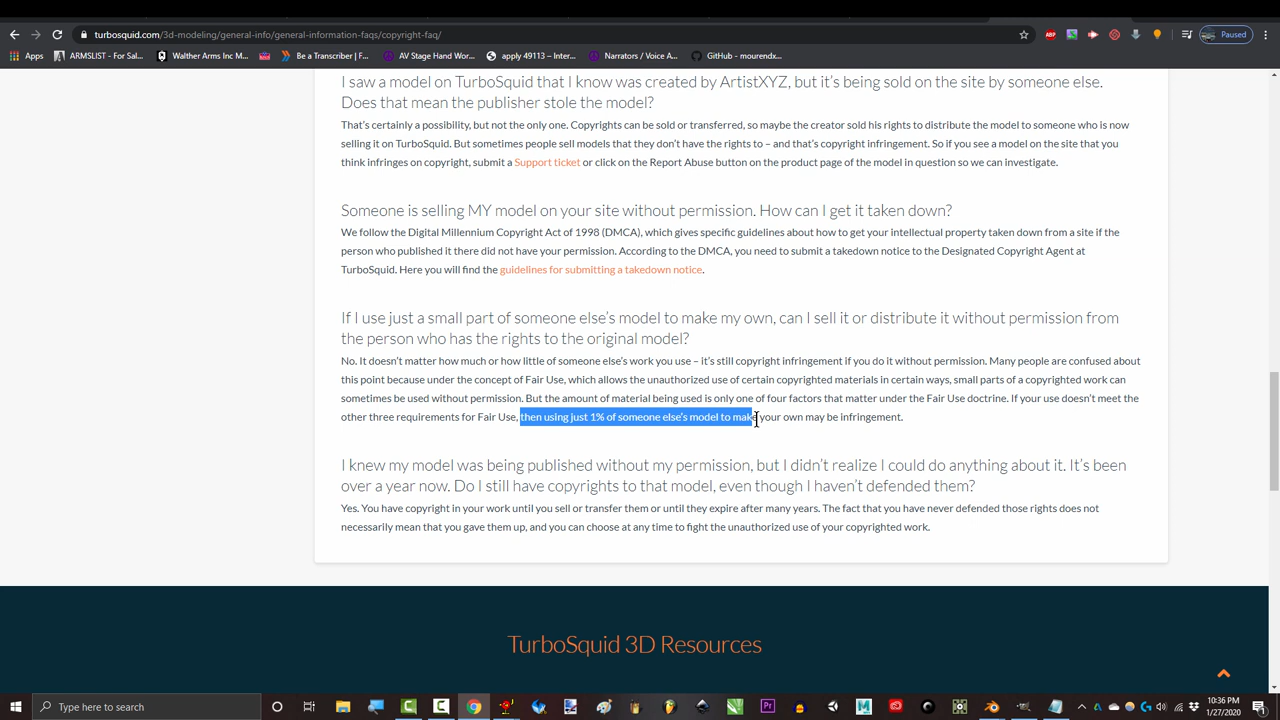 turbosquid.com/3d-modeling/general-info/general-information-faqs/copyright-faq/
ABP
Paused
Apps
ARMSLIST - For Sal...
Walther Arms Inc -...
Be a Transcriber | F...
AV Stage Hand Wor...
apply 49113 – Inter...
Narrators / Voice A...
GitHub - mourendx...
I saw a model on TurboSquid that I know was created by ArtistXYZ, but it's being sold on the site by someone else.
Does that mean the publisher stole the model?
That's certainly a possibility, but not the only one. Copyrights can be sold or transferred, so maybe the creator sold his rights to distribute the model to someone who is now
selling it on TurboSquid. But sometimes people sell models that they don't have the rights to – and that's copyright infringement. So if you see a model on the site that you
think infringes on copyright, submit a Support ticket or click on the Report Abuse button on the product page of the model in question so we can investigate.
Someone is selling MY model on your site without permission. How can I get it taken down?
We follow the Digital Millennium Copyright Act of 1998 (DMCA), which gives specific guidelines about how to get your intellectual property taken down from a site if the
person who published it there did not have your permission. According to the DMCA, you need to submit a takedown notice to the Designated Copyright Agent at
TurboSquid. Here you will find the guidelines for submitting a takedown notice.
If I use just a small part of someone else's model to make my own, can I sell it or distribute it without permission from
the person who has the rights to the original model?
No. It doesn't matter how much or how little of someone else's work you use – it's still copyright infringement if you do it without permission. Many people are confused about
this point because under the concept of Fair Use, which allows the unauthorized use of certain copyrighted materials in certain ways, small parts of a copyrighted work can
sometimes be used without permission. But the amount of material being used is only one of four factors that matter under the Fair Use doctrine. If your use doesn't meet the
other three requirements for Fair Use, then using just 1% of someone else's model to make your own may be infringement.
I knew my model was being published without my permission, but I didn't realize I could do anything about it. It's been
over a year now. Do I still have copyrights to that model, even though I haven't defended them?
Yes. You have copyright in your work until you sell or transfer them or until they expire after many years. The fact that you have never defended those rights does not
necessarily mean that you gave them up, and you can choose at any time to fight the unauthorized use of your copyrighted work.
TurboSquid 3D Resources
Type here to search
10:36 PM
1/27/2020